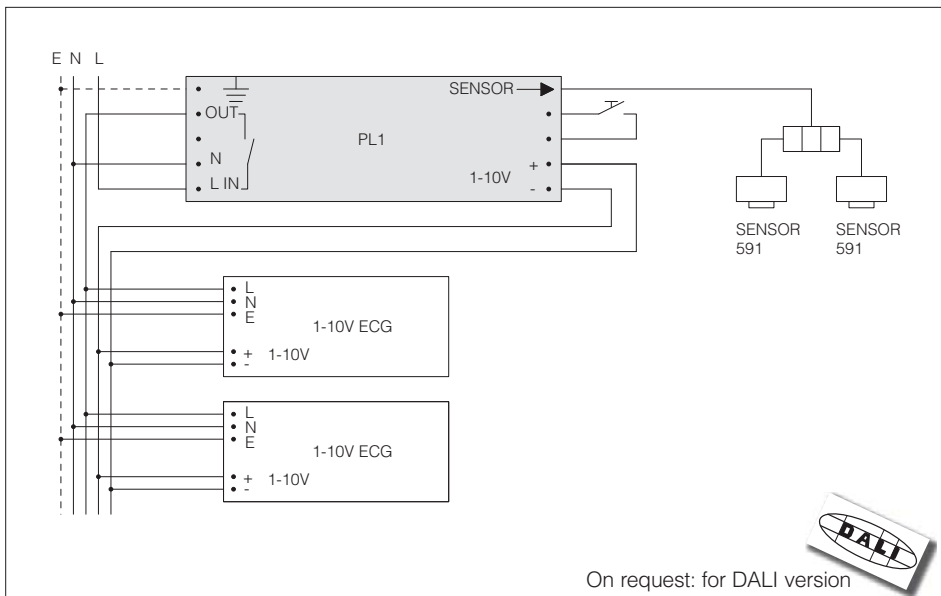 E N L
SENSOR
OUT
PL1
N
L IN
+
1-10V
-
SENSOR
591
SENSOR
591
L
N
E
1-10V ECG
+ 1-10V
-
L
N
E
1-10V ECG
+ 1-10V
-
DALI
On request: for DALI version